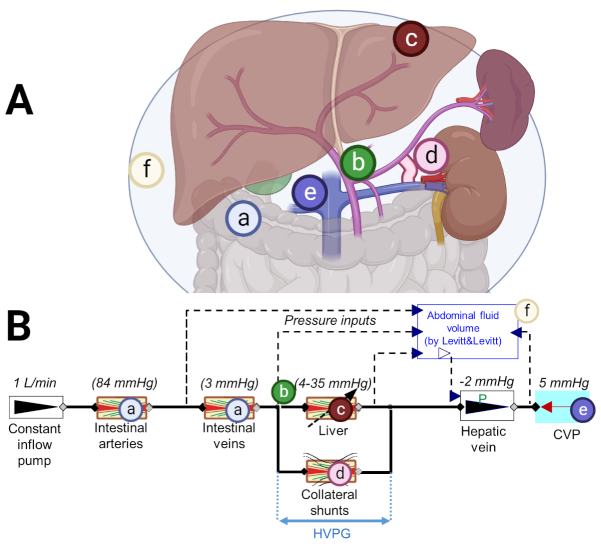 A
c
f
b
d
e
a
B
f
Abdominal fluid
volume
(by Levitt&Levitt)
Pressure inputs
1 L/min
(84 mmHg)
(3 mmHg)
b
(4-35 mmHg)
-2 mmHg
5 mmHg
P
a
a
c
e
Constant
inflow
pump
Intestinal
arteries
Intestinal
veins
Liver
Hepatic
vein
CVP
d
Collateral
shunts
HVPG